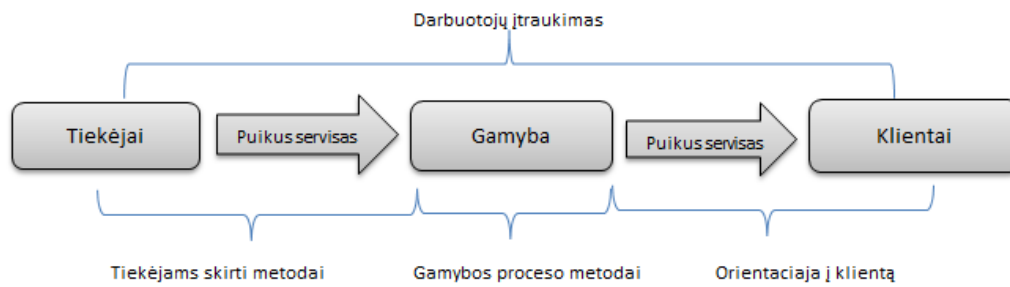 Darbuotojų įtraukimas
Tiekėjai
Puikus servisas
Gamyba
Puikus servisas
Klientai
Tiekėjams skirti metodai
Gamybos proceso metodai
Orientaciaja į klientą